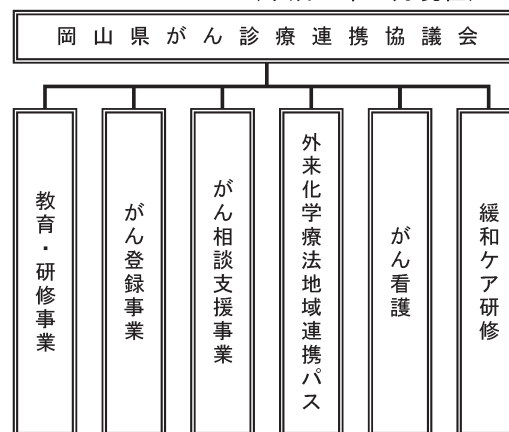 岡山県がん診療連携協議会
教育・研修事業
がん登録事業
がん相談支援事業
外来化学療法地域連携パス
がん看護
緩和ケア研修